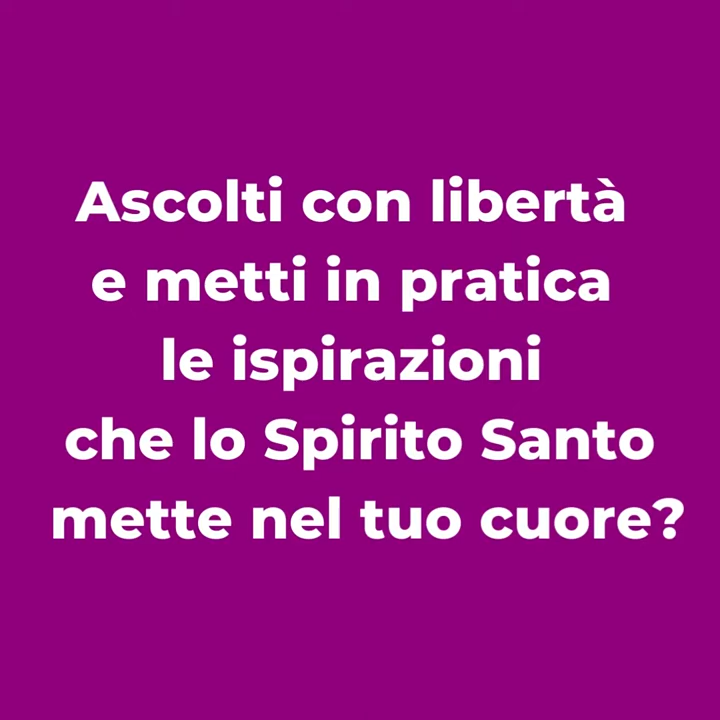 Ascolti con libertà
e metti in pratica
le ispirazioni
che lo Spirito Santo
mette nel tuo cuore?